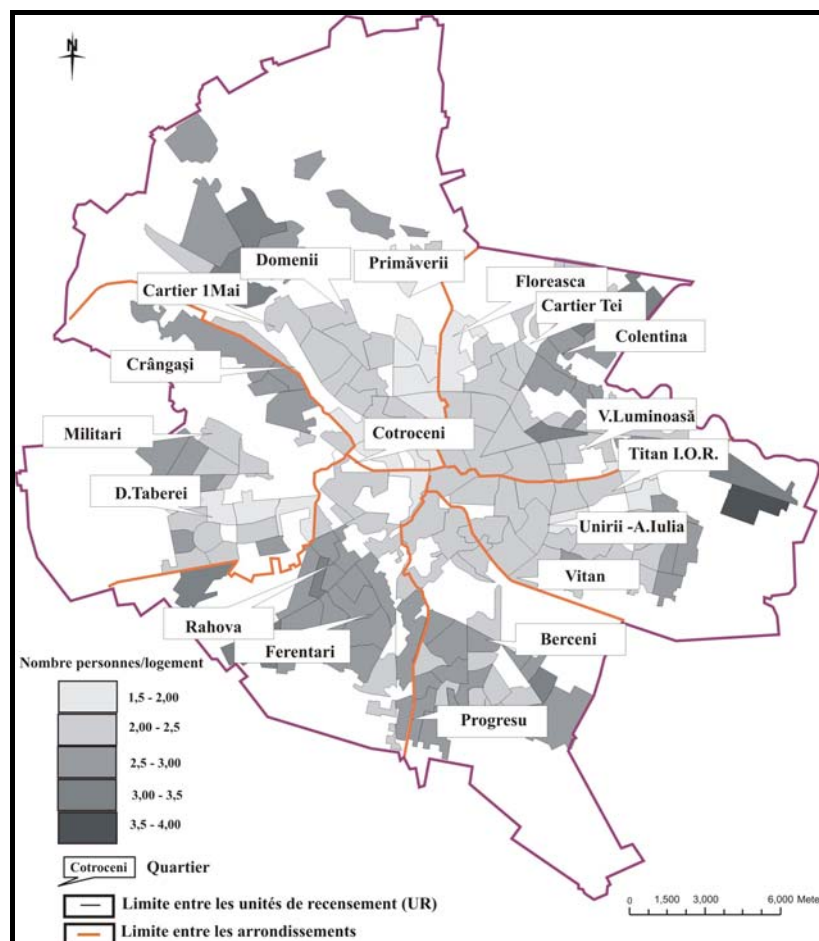 N
Domenii
Primăverii
Floreasca
Cartier 1Mai
Cartier Tei
Colentina
Crângași
V.Luminoasă
Militari
Cotroceni
Titan I.O.R.
D.Taberei
Unirii -A.Iulia
Vitan
Rahova
Berceni
Ferentari
Nombre personnes/logement
1,5 - 2,00
2,00 - 2,5
2,5 - 3,00
3,00 - 3,5
3,5 - 4,00
Progresu
Cotroceni Quartier
Limite entre les unités de recensement (UR)
Limite entre les arrondissements
0 1,500 3,000 6,000 Mete